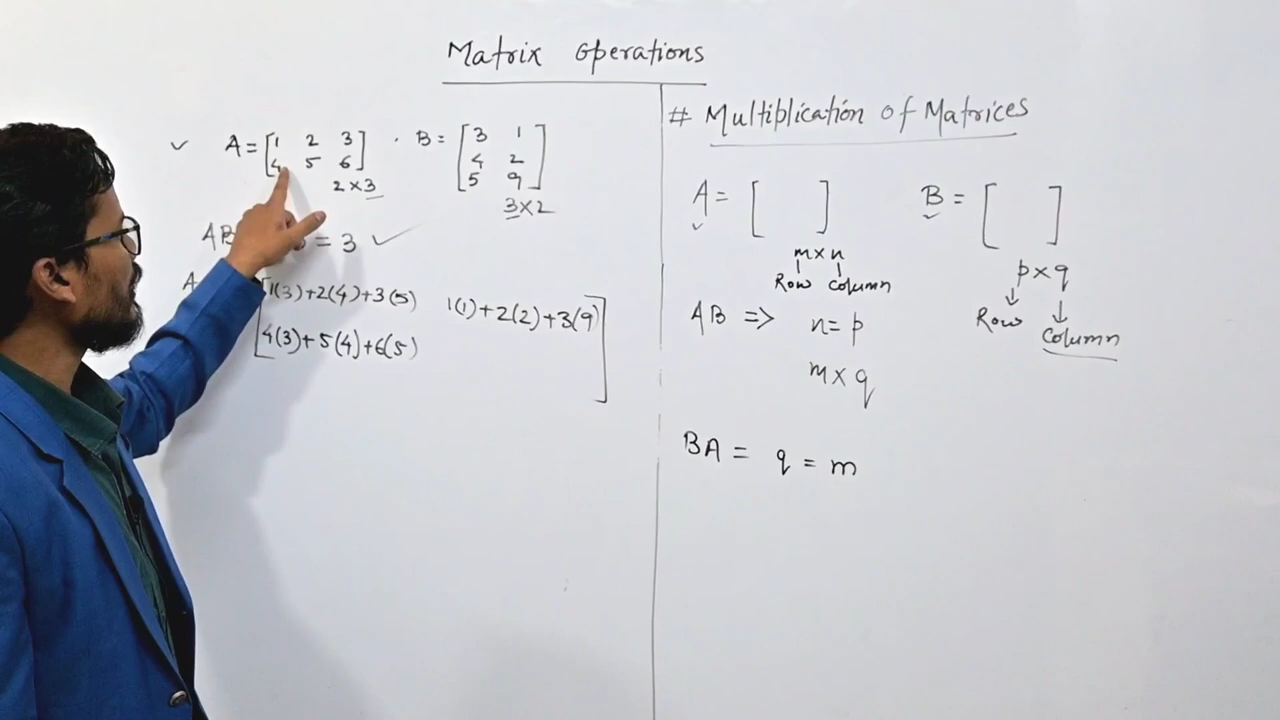 Matrix operations
✓ A = [1 2 3
4 5 6]
2×3
. B = [3 1
4 2
5 9]
3×2
AB = 3 ✓
A
[1(3)+2(4)+3(5) 1(1)+2(2)+3(9)
4(3)+5(4)+6(5) ]
# Multiplication of Matrices
A = [ ] B = [ ]
m×n
Row Column
p×q
Row Column
AB ⇒ n = p
m×q
BA = q = m